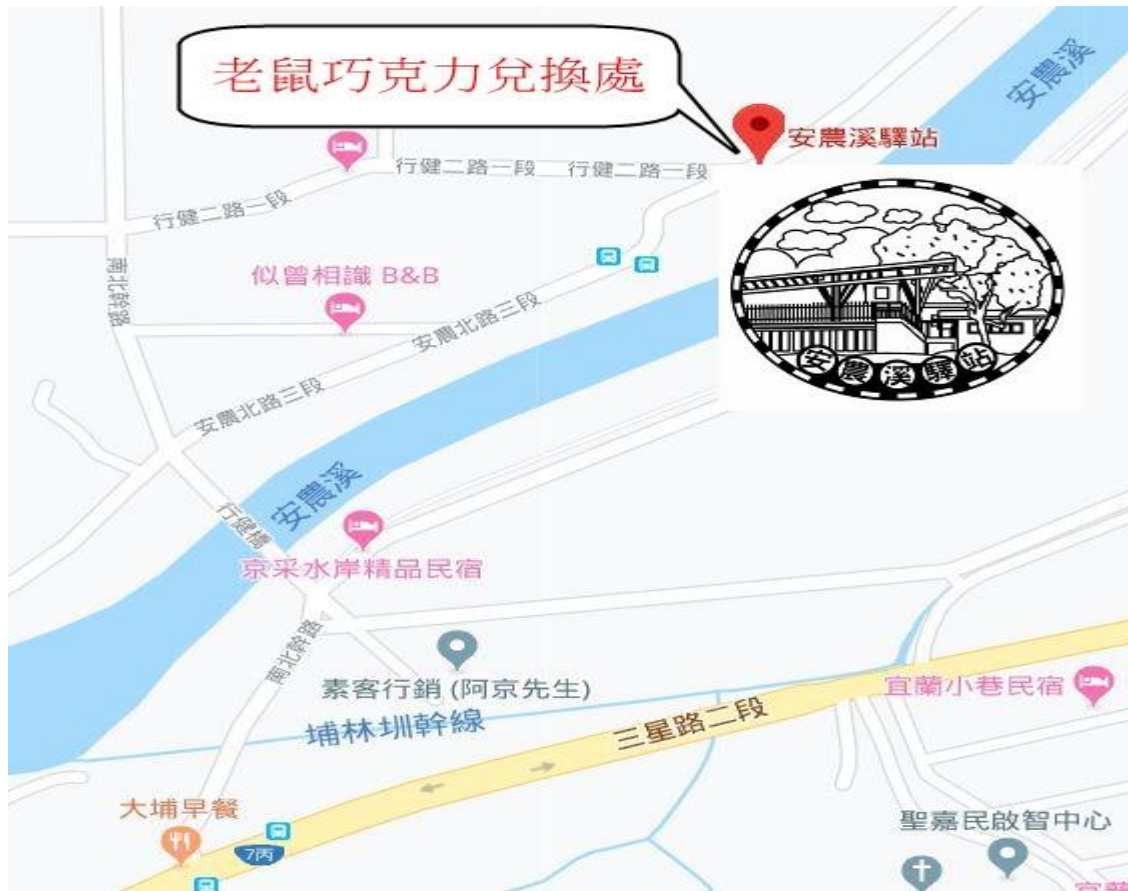 老鼠巧克力兌換處
安農溪
安農溪驛站
行健二路一段
行健二路一段
行健二路一段
南北幹路
似曾相識 B&B
安農北路三段
安農溪驛站
安農北路三段
安農溪
行健橋
京采水岸精品民宿
南北幹路
素客行銷 (阿京先生)
宜蘭小巷民宿
埔林圳幹線
三星路二段
大埔早餐
聖嘉民啟智中心
7丙
宜蘭